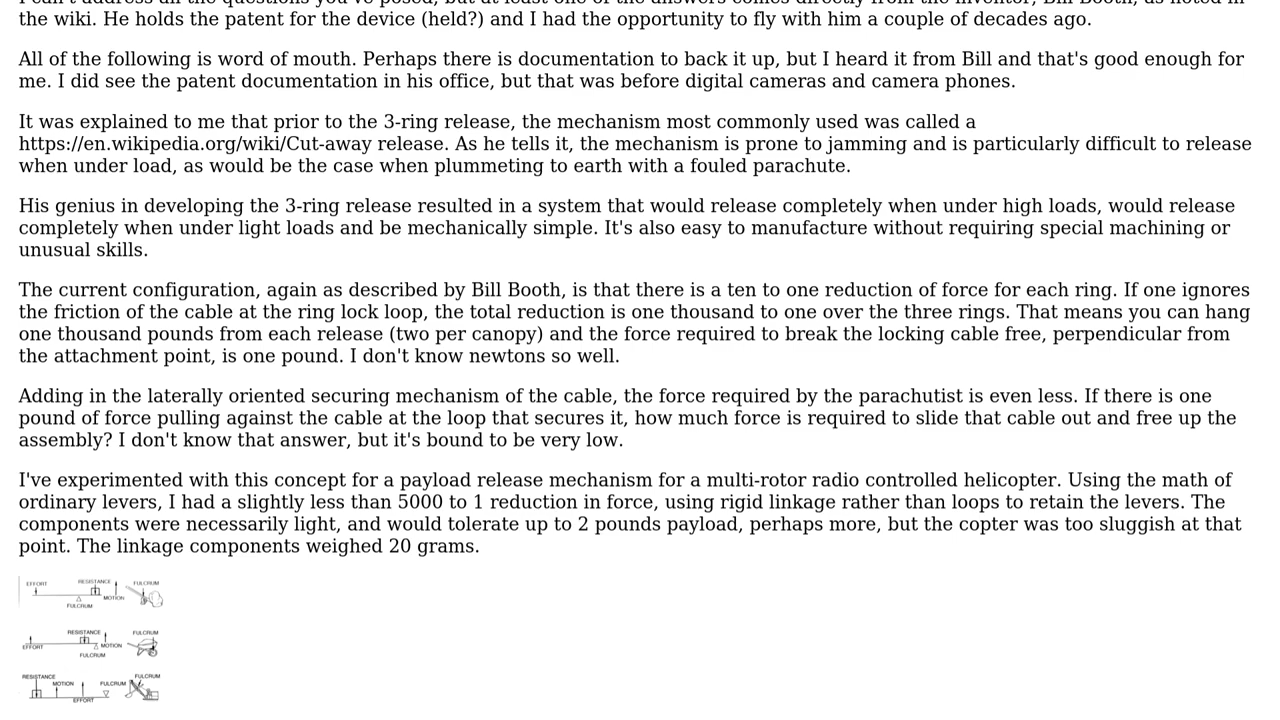 the wiki. He holds the patent for the device (held?) and I had the opportunity to fly with him a couple of decades ago.
All of the following is word of mouth. Perhaps there is documentation to back it up, but I heard it from Bill and that's good enough for
me. I did see the patent documentation in his office, but that was before digital cameras and camera phones.
It was explained to me that prior to the 3-ring release, the mechanism most commonly used was called a
https://en.wikipedia.org/wiki/Cut-away release. As he tells it, the mechanism is prone to jamming and is particularly difficult to release
when under load, as would be the case when plummeting to earth with a fouled parachute.
His genius in developing the 3-ring release resulted in a system that would release completely when under high loads, would release
completely when under light loads and be mechanically simple. It's also easy to manufacture without requiring special machining or
unusual skills.
The current configuration, again as described by Bill Booth, is that there is a ten to one reduction of force for each ring. If one ignores
the friction of the cable at the ring lock loop, the total reduction is one thousand to one over the three rings. That means you can hang
one thousand pounds from each release (two per canopy) and the force required to break the locking cable free, perpendicular from
the attachment point, is one pound. I don't know newtons so well.
Adding in the laterally oriented securing mechanism of the cable, the force required by the parachutist is even less. If there is one
pound of force pulling against the cable at the loop that secures it, how much force is required to slide that cable out and free up the
assembly? I don't know that answer, but it's bound to be very low.
I've experimented with this concept for a payload release mechanism for a multi-rotor radio controlled helicopter. Using the math of
ordinary levers, I had a slightly less than 5000 to 1 reduction in force, using rigid linkage rather than loops to retain the levers. The
components were necessarily light, and would tolerate up to 2 pounds payload, perhaps more, but the copter was too sluggish at that
point. The linkage components weighed 20 grams.
EFFORT RESISTANCE FULCRUM
MOTION
FULCRUM
RESISTANCE FULCRUM
EFFORT MOTION
FULCRUM
RESISTANCE FULCRUM
MOTION FULCRUM
EFFORT